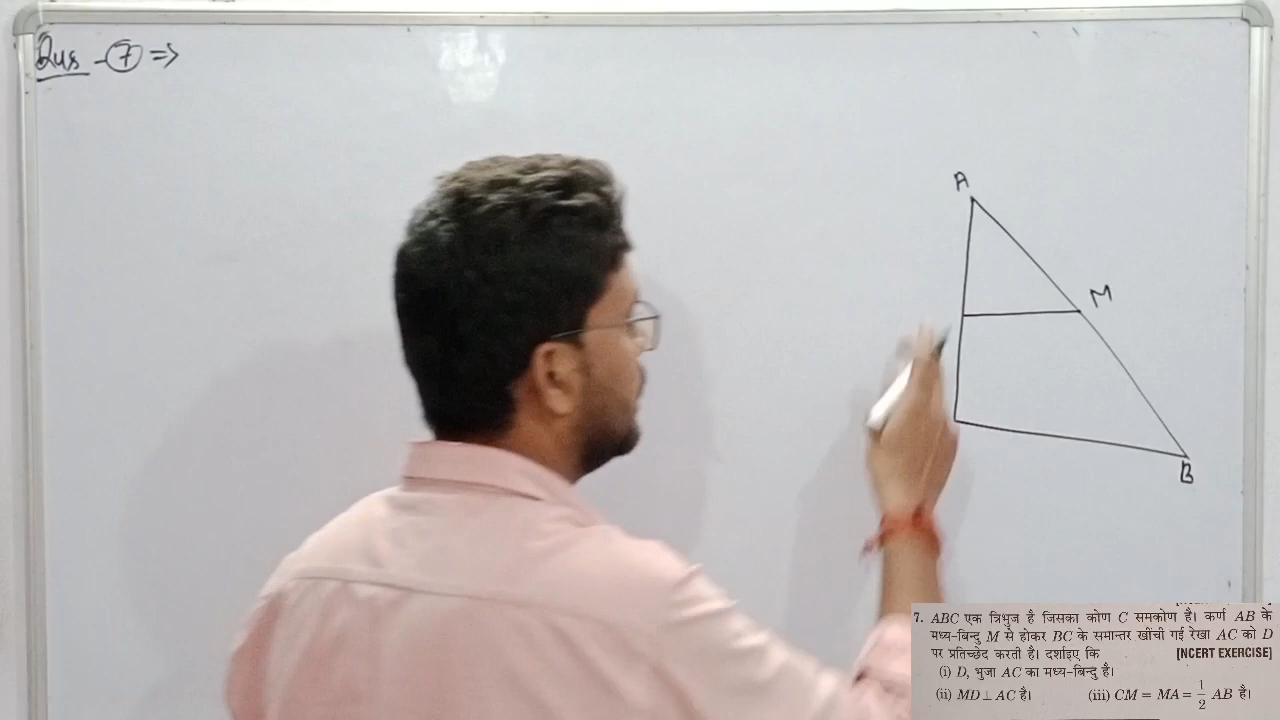 Qus - 7 =>
A
M
B
7. ABC एक त्रिभुज है जिसका कोण C समकोण है। कर्ण AB के
मध्य-बिन्दु M से होकर BC के समान्तर खींची गई रेखा AC को D
पर प्रतिच्छेद करती है। दर्शाइए कि [NCERT EXERCISE]
(i) D, भुजा AC का मध्य-बिन्दु है।
(ii) MD ⊥ AC है। (iii) CM = MA = 1/2 AB है।